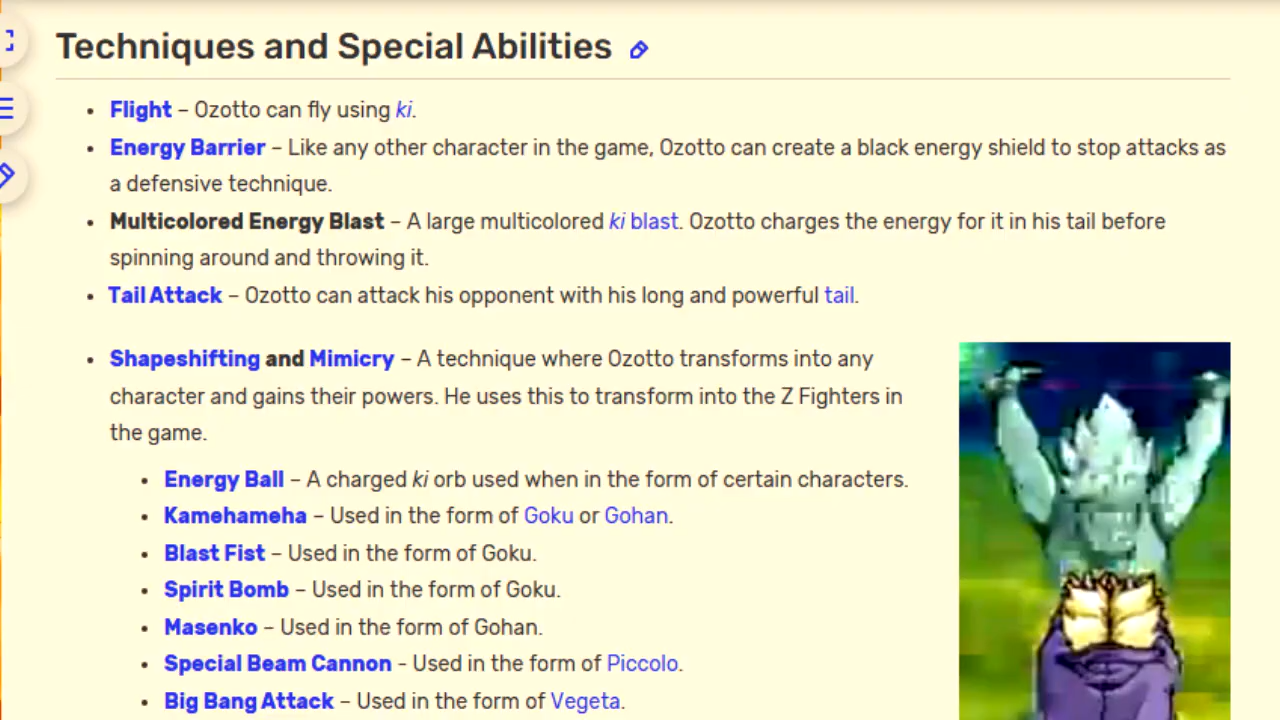 Techniques and Special Abilities
Flight – Ozotto can fly using ki.
Energy Barrier – Like any other character in the game, Ozotto can create a black energy shield to stop attacks as
a defensive technique.
Multicolored Energy Blast – A large multicolored ki blast. Ozotto charges the energy for it in his tail before
spinning around and throwing it.
Tail Attack – Ozotto can attack his opponent with his long and powerful tail.
Shapeshifting and Mimicry – A technique where Ozotto transforms into any
character and gains their powers. He uses this to transform into the Z Fighters in
the game.
Energy Ball – A charged ki orb used when in the form of certain characters.
Kamehameha – Used in the form of Goku or Gohan.
Blast Fist – Used in the form of Goku.
Spirit Bomb – Used in the form of Goku.
Masenko – Used in the form of Gohan.
Special Beam Cannon - Used in the form of Piccolo.
Big Bang Attack – Used in the form of Vegeta.